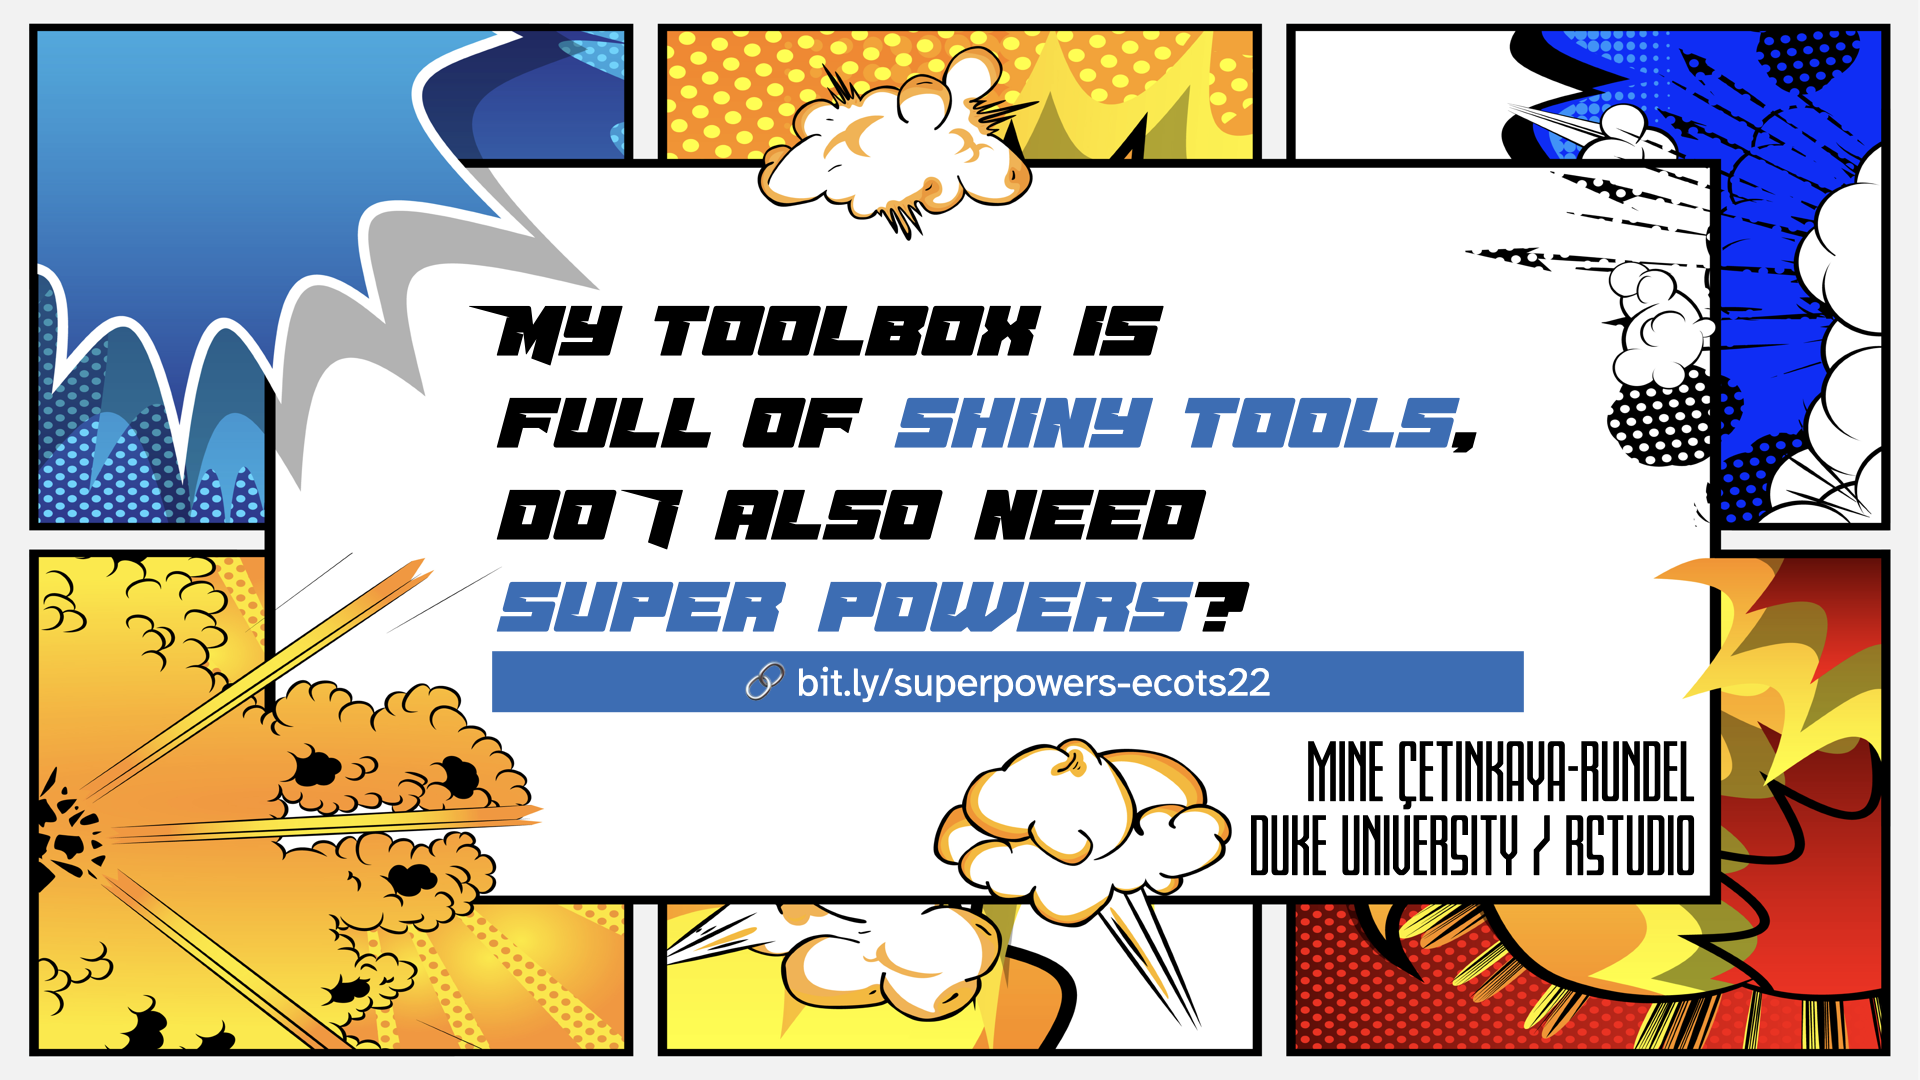 MY TOOLBOX IS
FULL OF SHINY TOOLS,
DO I ALSO NEED
SUPER POWERS?
🔗 bit.ly/superpowers-ecots22
MINE ÇETINKAYA-RUNDEL
DUKE UNIVERSITY / RSTUDIO